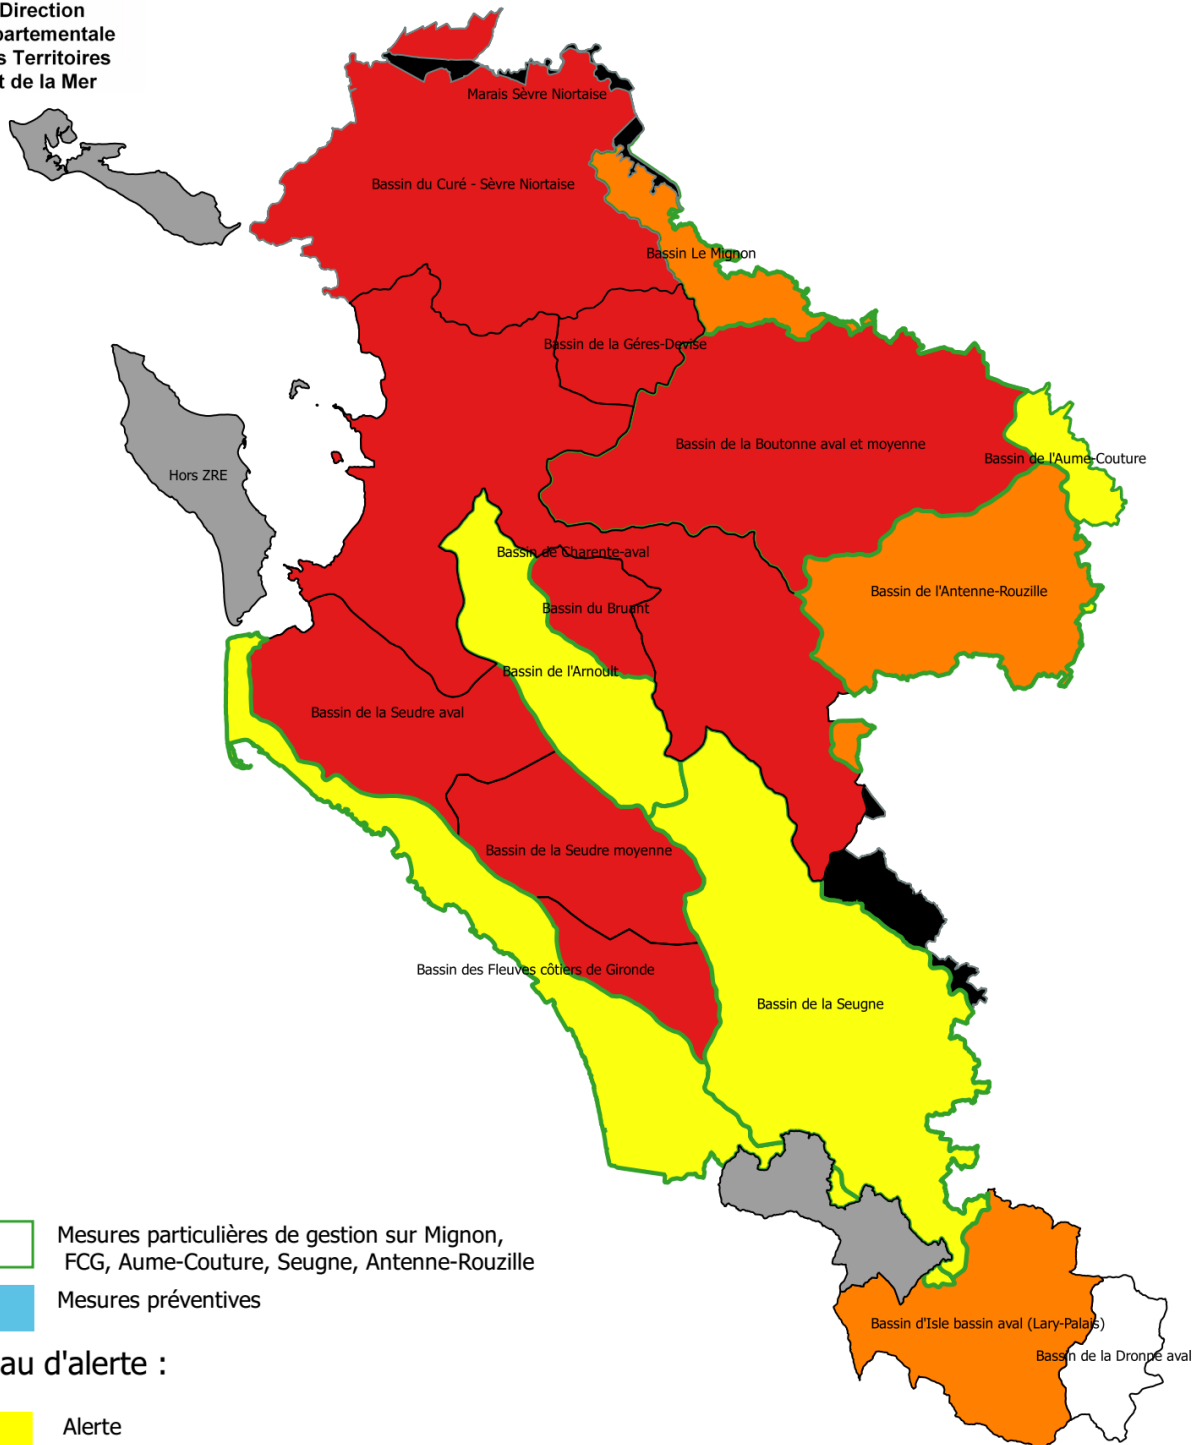 Direction
partementale
s Territoires
t de la Mer
Marais Sèvre Niortaise
Bassin du Curé - Sèvre Niortaise
Bassin Le Mignon
Bassin de la Géres-Devise
Bassin de la Boutonne aval et moyenne
Bassin de l'Aume-Couture
Hors ZRE
Bassin de Charente-aval
Bassin de l'Antenne-Rouzille
Bassin du Bruant
Bassin de l'Arnoult
Bassin de la Seudre aval
Bassin de la Seudre moyenne
Bassin des Fleuves côtiers de Gironde
Bassin de la Seugne
Mesures particulières de gestion sur Mignon,
FCG, Aume-Couture, Seugne, Antenne-Rouzille
Mesures préventives
Bassin d'Isle bassin aval (Lary-Palais)
Bassin de la Dronne aval
au d'alerte :
Alerte